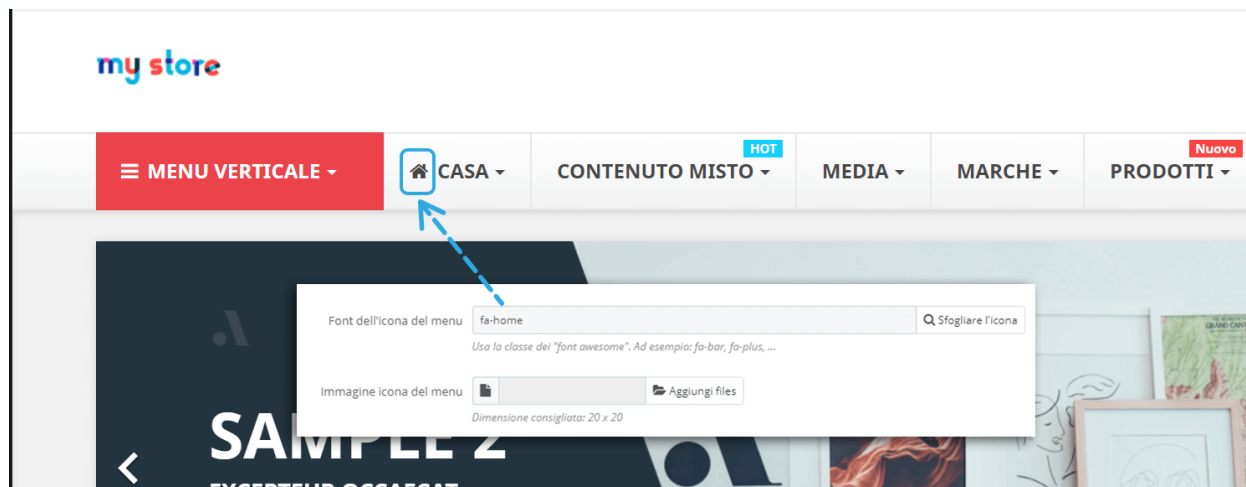 my store
HOT
Nuovo
MENU VERTICALE
CASA
CONTENUTO MISTO
MEDIA
MARCHE
PRODOTTI
Font dell'icona del menu
fa-home
Sfogliare l'icona
Usa la classe dei "font awesome". Ad esempio: fa-bar, fa-plus, ...
Immagine icona del menu
Aggiungi files
Dimensione consigliata: 20 x 20
SAMPLE 2
EXCEPTEUR OCCAECAT